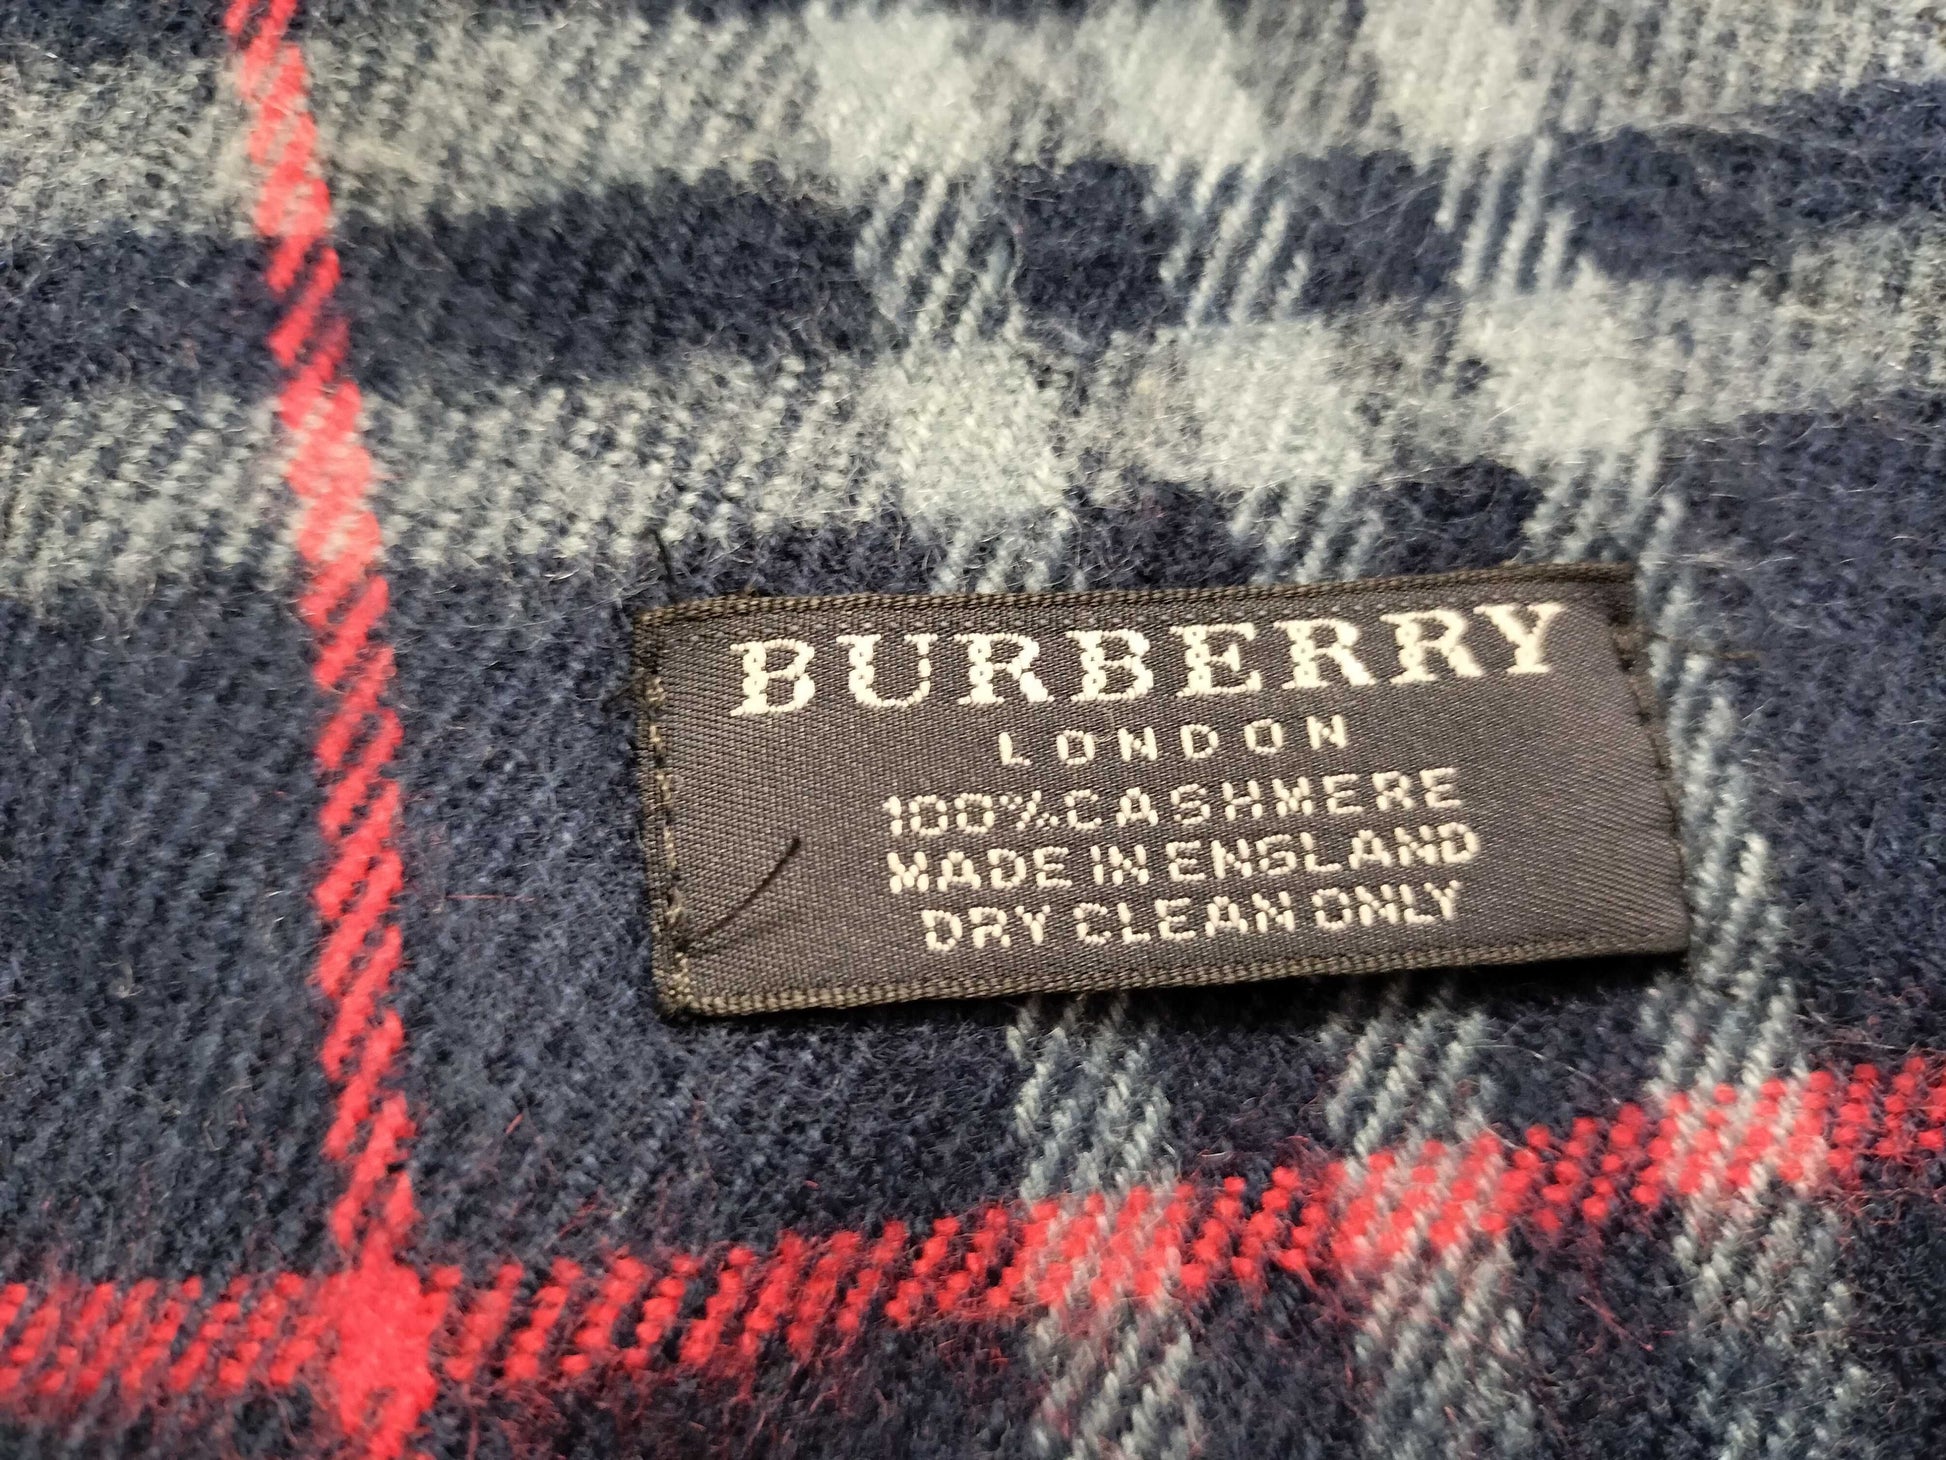 BURBERRY
LONDON
100% CASHMERE
MADE IN ENGLAND
DRY CLEAN ONLY